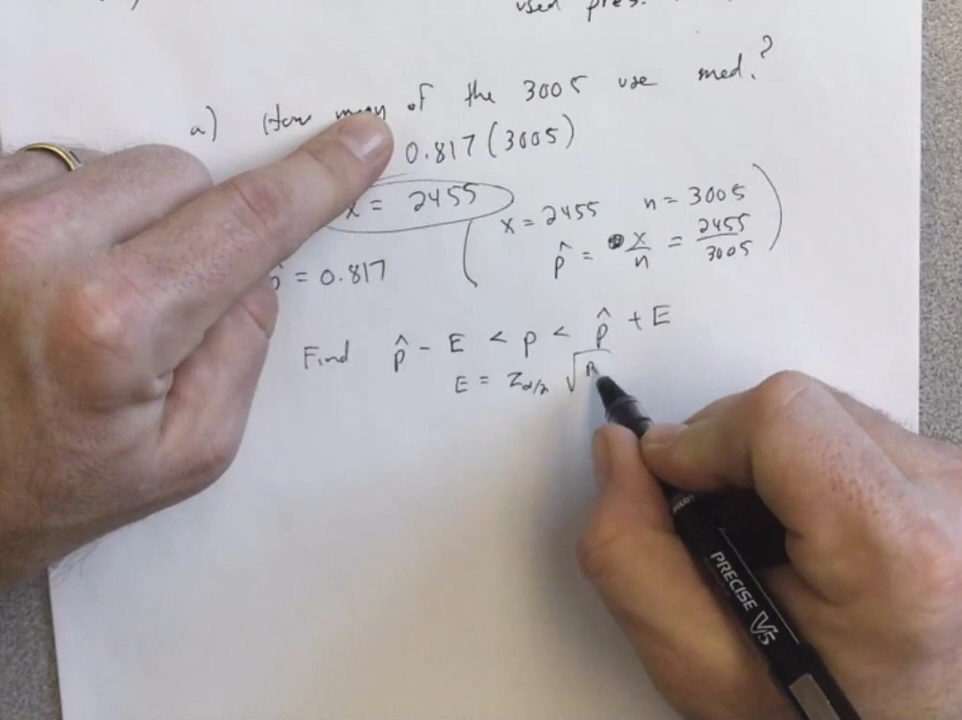 used pres.
a) How many of the 3005 use med.?
0.817 (3005)
x = 2455
x = 2455 n = 3005
p̂ = x/n = 2455/3005
p̂ = 0.817
Find p̂ - E < p < p̂ + E
E = Zα/2 √
PILOT
PRECISE V5